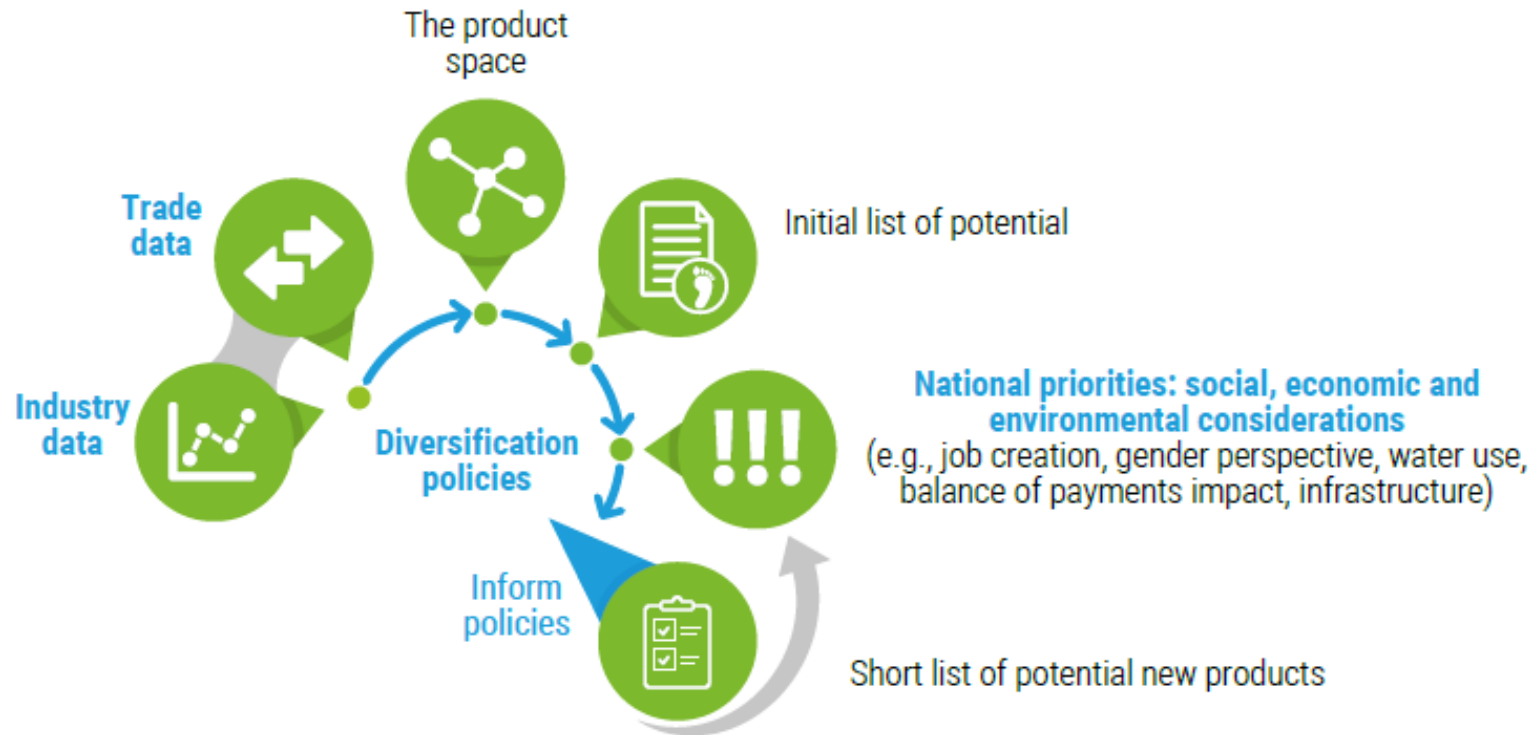 The product
space
Trade
data
Initial list of potential
Industry
data
Diversification
policies
National priorities: social, economic and
environmental considerations
(e.g., job creation, gender perspective, water use,
balance of payments impact, infrastructure)
Inform
policies
Short list of potential new products